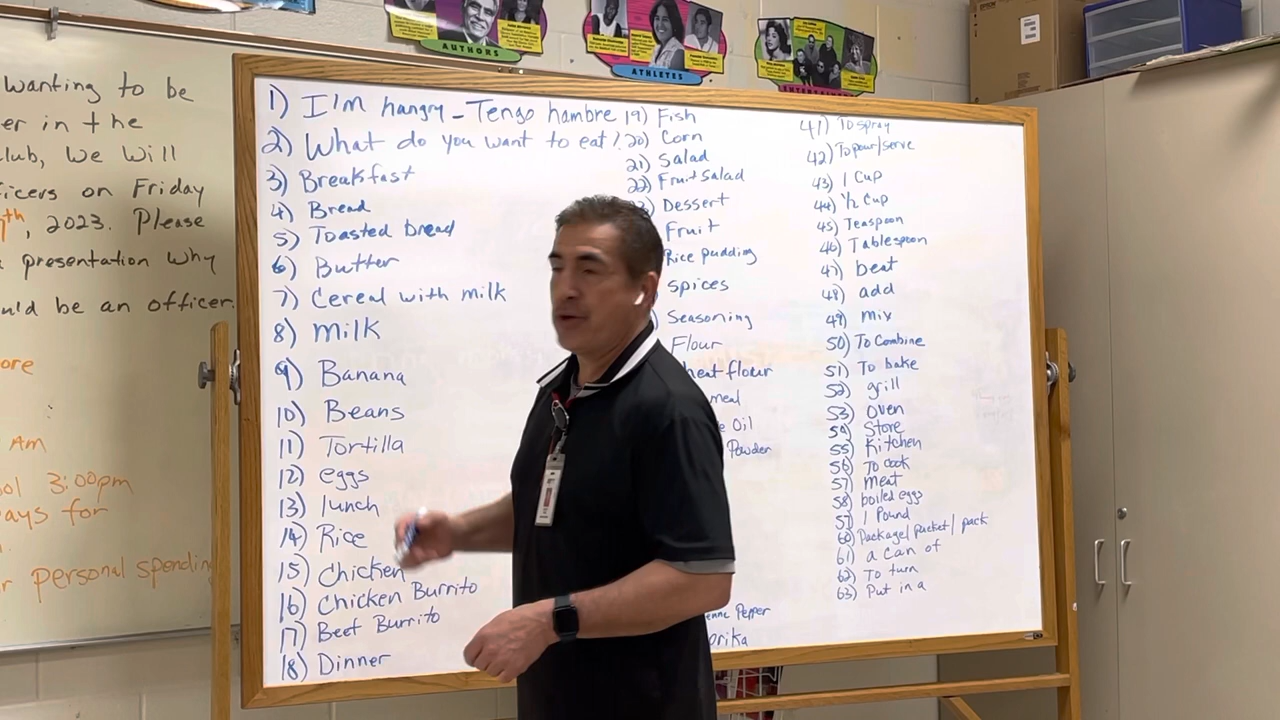 wanting to be
er in the
club, we will
ficers on Friday
th, 2023. Please
presentation why
uld be an officer.
ore
Am
ol 3:00pm
ays for
r personal spending
AUTHORS
ATHLETES
1) I'm hangry - Tengo hambre
2) What do you want to eat?
3) Breakfast
4) Bread
5) Toasted bread
6) Butter
7) Cereal with milk
8) Milk
9) Banana
10) Beans
11) Tortilla
12) eggs
13) lunch
14) Rice
15) Chicken
16) Chicken Burrito
17) Beef Burrito
18) Dinner
19) Fish
20) Corn
21) Salad
22) Fruit Salad
Dessert
Fruit
Rice pudding
spices
Seasoning
Flour
heat flour
meal
e Oil
Powder
enne Pepper
prika
41) To spray
42) To pour/serve
43) 1 Cup
44) 1/2 Cup
45) Teaspoon
46) Tablespoon
47) beat
48) add
49) mix
50) To Combine
51) To bake
52) grill
53) oven
54) Store
55) Kitchen
56) To cook
57) meat
58) boiled eggs
59) 1 Pound
60) Package/packet/pack
61) a can of
62) To turn
63) Put in a